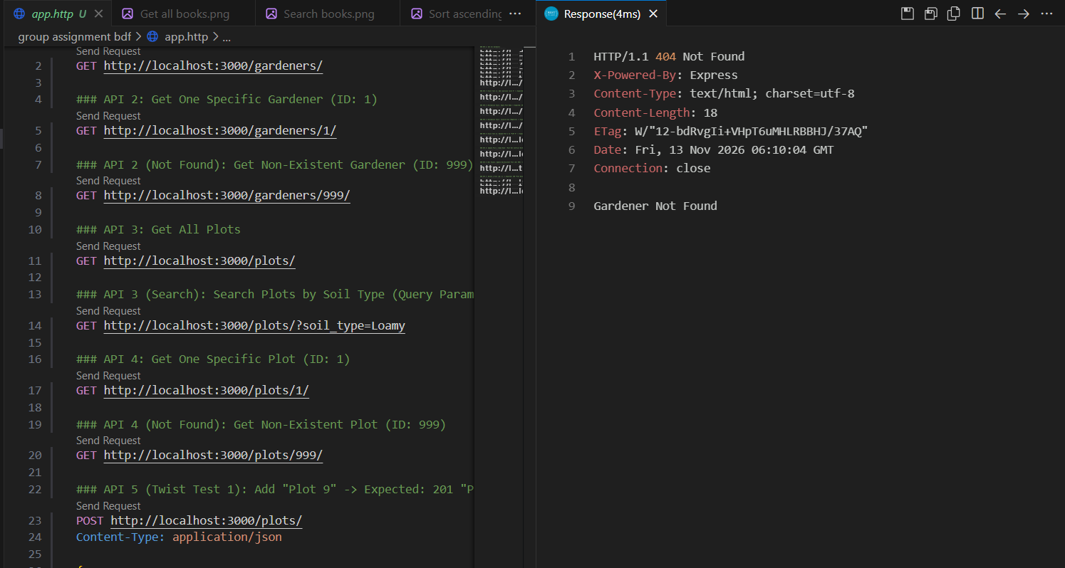 app.http U
Get all books.png
Search books.png
Sort ascending
Response(4ms)
group assignment bdf > app.http > ...
Send Request
2 GET http://localhost:3000/gardeners/
3
4 ### API 2: Get One Specific Gardener (ID: 1)
Send Request
5 GET http://localhost:3000/gardeners/1/
6
7 ### API 2 (Not Found): Get Non-Existent Gardener (ID: 999)
Send Request
8 GET http://localhost:3000/gardeners/999/
9
10 ### API 3: Get All Plots
Send Request
11 GET http://localhost:3000/plots/
12
13 ### API 3 (Search): Search Plots by Soil Type (Query Param
Send Request
14 GET http://localhost:3000/plots/?soil_type=Loamy
15
16 ### API 4: Get One Specific Plot (ID: 1)
Send Request
17 GET http://localhost:3000/plots/1/
18
19 ### API 4 (Not Found): Get Non-Existent Plot (ID: 999)
Send Request
20 GET http://localhost:3000/plots/999/
21
22 ### API 5 (Twist Test 1): Add "Plot 9" -> Expected: 201 "P
Send Request
23 POST http://localhost:3000/plots/
24 Content-Type: application/json
25
1 HTTP/1.1 404 Not Found
2 X-Powered-By: Express
3 Content-Type: text/html; charset=utf-8
4 Content-Length: 18
5 ETag: W/"12-bdRvgIi+VHpT6uMHLRBBHJ/37AQ"
6 Date: Fri, 13 Nov 2026 06:10:04 GMT
7 Connection: close
8
9 Gardener Not Found